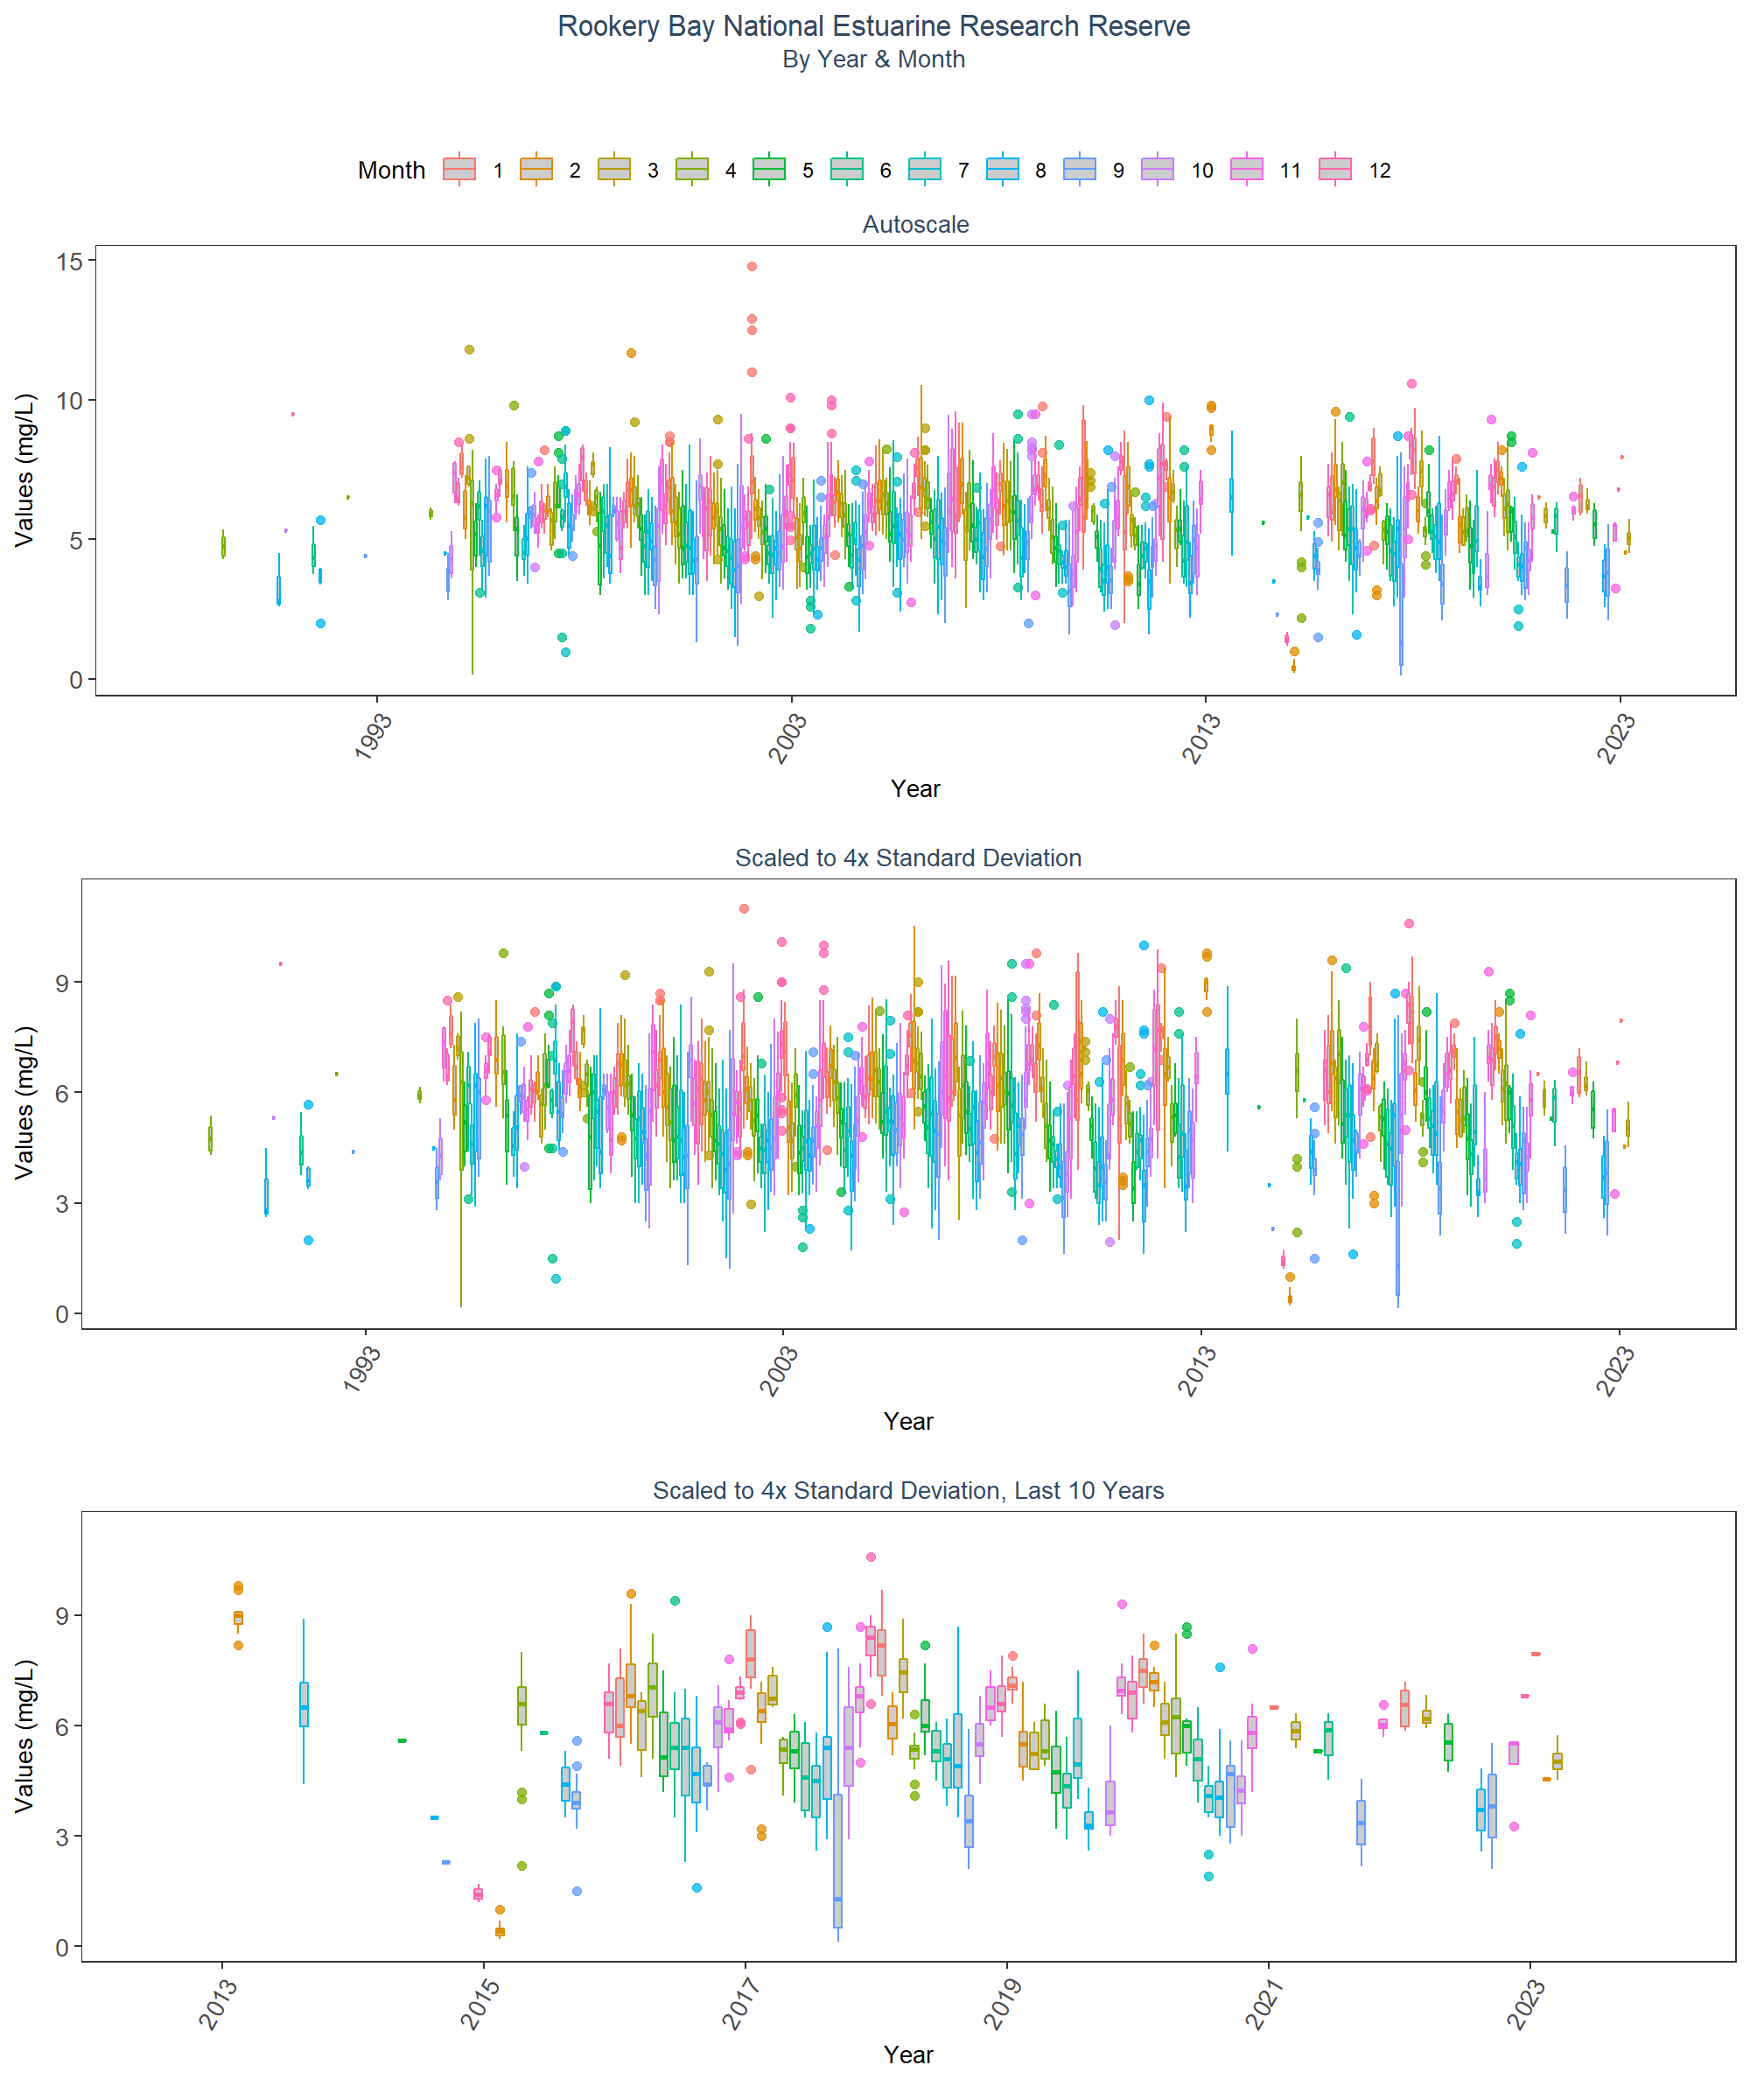 Rookery Bay National Estuarine Research Reserve
By Year & Month
Month 1 2 3 4 5 6 7 8 9 10 11 12
Autoscale
Values (mg/L)
15
10
5
0
1993 2003 2013 2023
Year
Scaled to 4x Standard Deviation
Values (mg/L)
9
6
3
0
1993 2003 2013 2023
Year
Scaled to 4x Standard Deviation, Last 10 Years
Values (mg/L)
9
6
3
0
2013 2015 2017 2019 2021 2023
Year